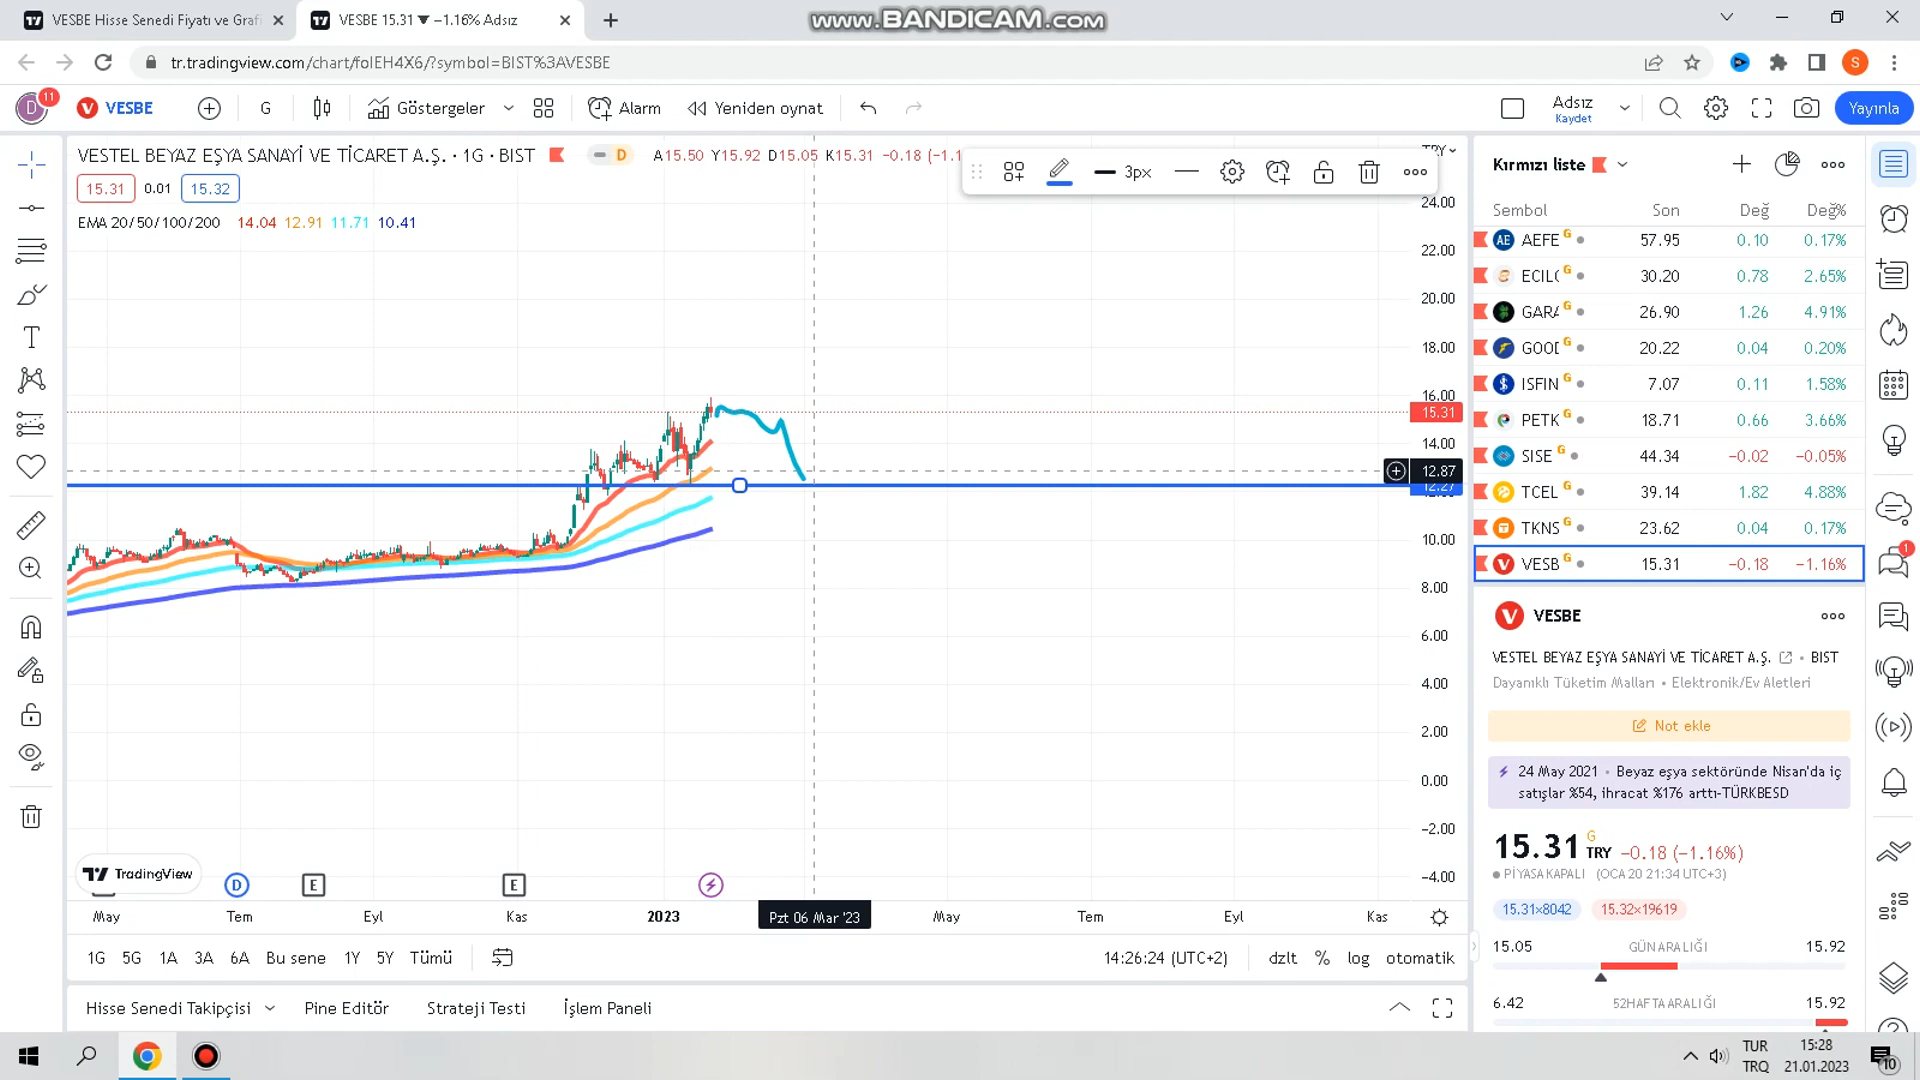 VESBE Hisse Senedi Fiyatı ve Grafi
VESBE 15.31 ▼ −1.16% Adsız
www.BANDICAM.com
tr.tradingview.com/chart/folEH4X6/?symbol=BIST%3AVESBE
S
D 11
VESBE
G
Göstergeler
Alarm
Yeniden oynat
Adsız
Kaydet
Yayınla
VESTEL BEYAZ EŞYA SANAYİ VE TİCARET A.Ş. · 1G · BIST
D
A15.50 Y15.92 D15.05 K15.31 −0.18 (−1.1
3px
TRY
15.31 0.01 15.32
EMA 20/50/100/200 14.04 12.91 11.71 10.41
24.00
22.00
20.00
18.00
16.00
15.31
14.00
12.87
12.27
10.00
8.00
6.00
4.00
2.00
0.00
−2.00
−4.00
TradingView
D
E
E
May Tem Eyl Kas 2023 Pzt 06 Mar '23 May Tem Eyl Kas
1G 5G 1A 3A 6A Bu sene 1Y 5Y Tümü
14:26:24 (UTC+2) dzlt % log otomatik
Hisse Senedi Takipçisi Pine Editör Strateji Testi İşlem Paneli
Kırmızı liste
Sembol Son Değ Değ%
AE AEFE G 57.95 0.10 0.17%
ECILC G 30.20 0.78 2.65%
GARA G 26.90 1.26 4.91%
GOOD G 20.22 0.04 0.20%
ISFIN G 7.07 0.11 1.58%
PETK G 18.71 0.66 3.66%
SISE G 44.34 −0.02 −0.05%
TCEL G 39.14 1.82 4.88%
TKNS G 23.62 0.04 0.17%
VESB G 15.31 −0.18 −1.16%
VESBE
VESTEL BEYAZ EŞYA SANAYİ VE TİCARET A.Ş. • BIST
Dayanıklı Tüketim Malları • Elektronik/Ev Aletleri
Not ekle
24 May 2021 • Beyaz eşya sektöründe Nisan'da iç
satışlar %54, ihracat %176 arttı-TÜRKBESD
15.31 G TRY −0.18 (−1.16%)
PİYASA KAPALI (OCA 20 21:34 UTC+3)
15.31×8042 15.32×19619
15.05 GÜN ARALIĞI 15.92
6.42 52HAFTA ARALIĞI 15.92
1
TUR
TRQ
15:28
21.01.2023
10